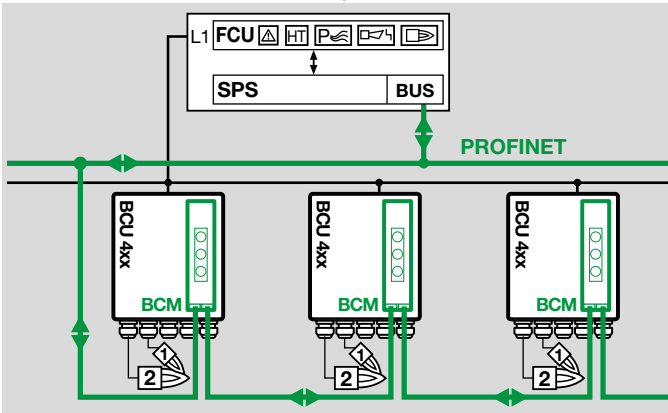 L1 FCU HT P
SPS BUS
PROFINET
BCU 4xx BCU 4xx BCU 4xx
BCM BCM BCM
1 1 1
2 2 2